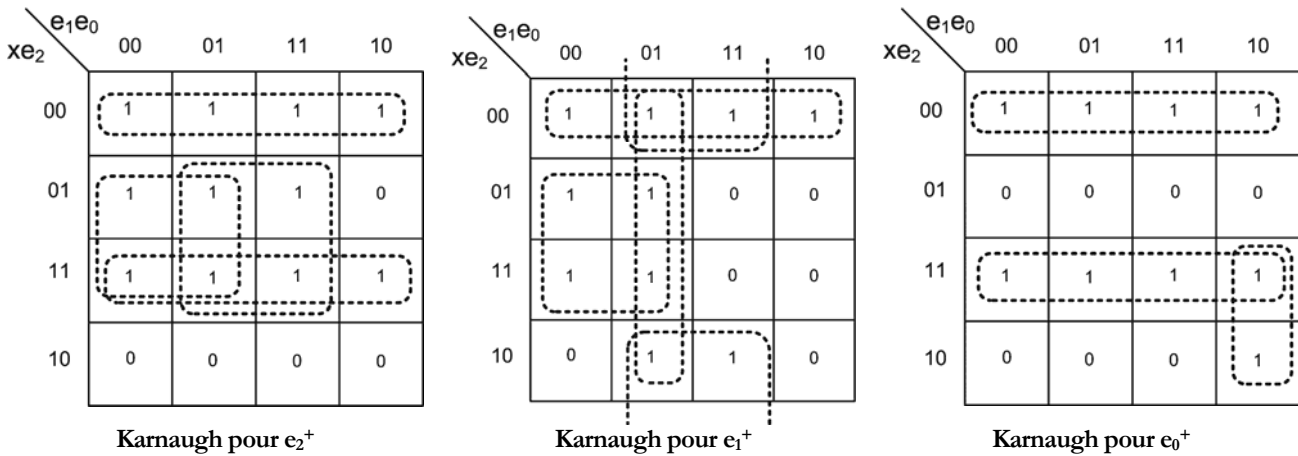 e₁e₀
xe₂
00 01 11 10
00 1 1 1 1
01 1 1 1 0
11 1 1 1 1
10 0 0 0 0
Karnaugh pour e₂⁺
e₁e₀
xe₂
00 01 11 10
00 1 1 1 1
01 1 1 0 0
11 1 1 0 0
10 0 1 1 0
Karnaugh pour e₁⁺
e₁e₀
xe₂
00 01 11 10
00 1 1 1 1
01 0 0 0 0
11 1 1 1 1
10 0 0 0 1
Karnaugh pour e₀⁺